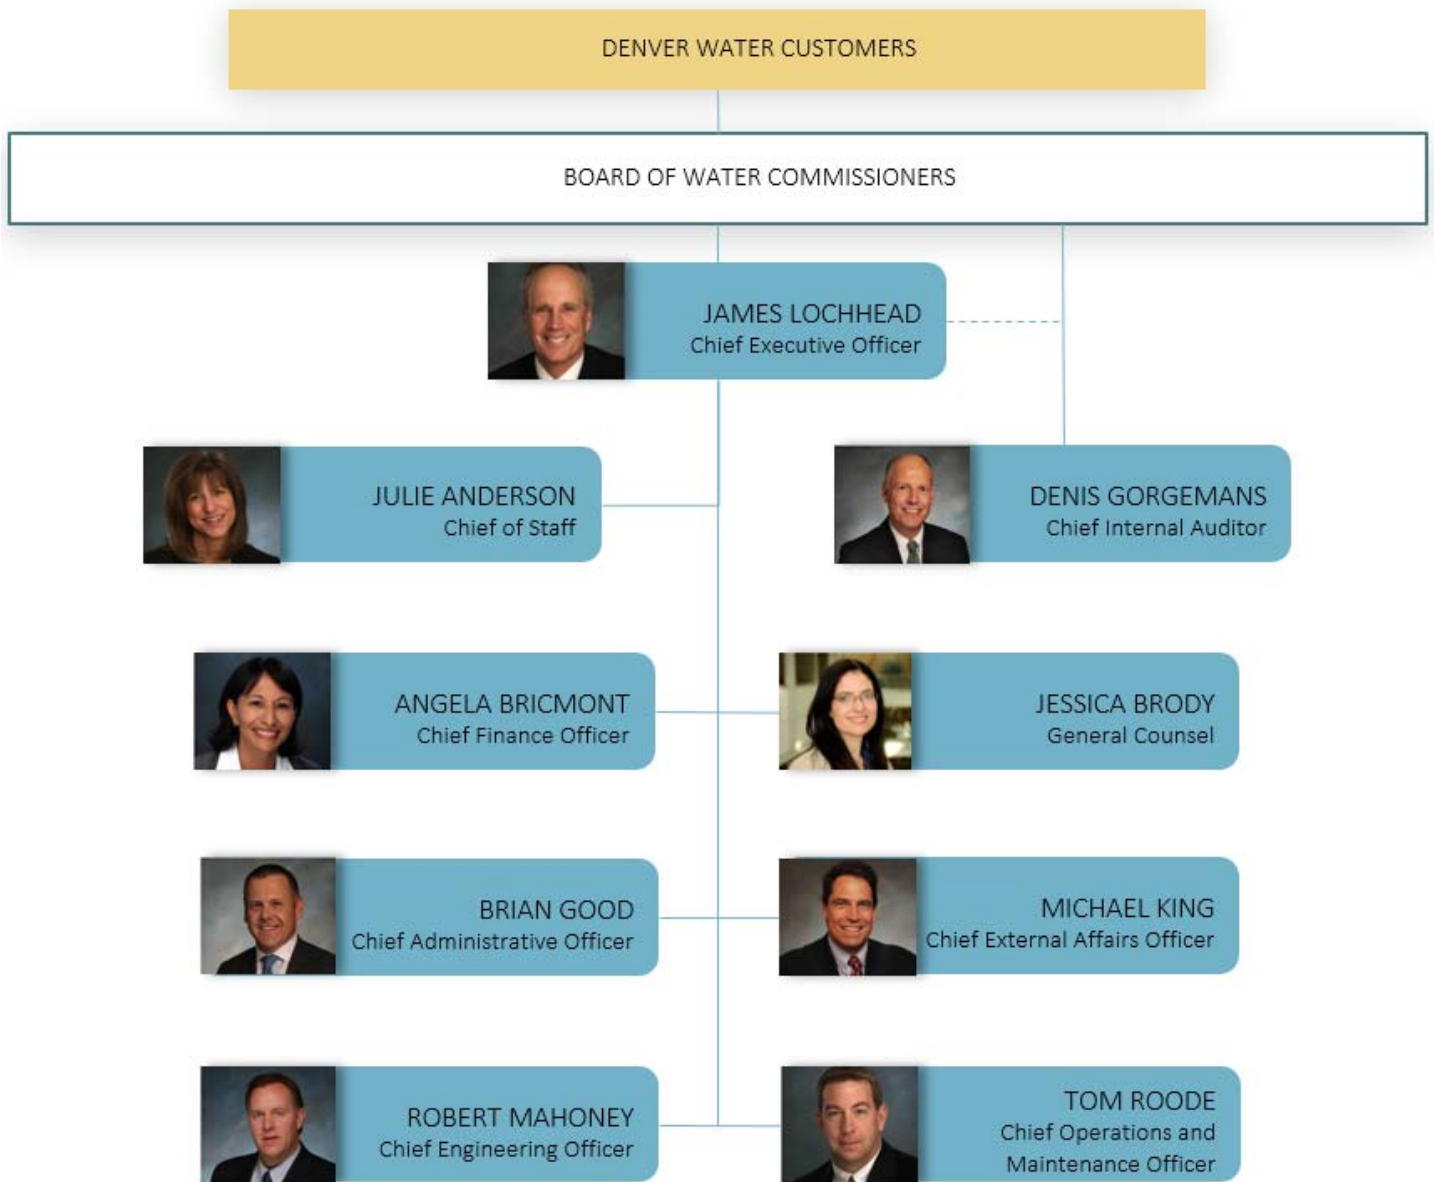 DENVER WATER CUSTOMERS
BOARD OF WATER COMMISSIONERS
JAMES LOCHHEAD
Chief Executive Officer
JULIE ANDERSON
Chief of Staff
DENIS GORGEMANS
Chief Internal Auditor
ANGELA BRICMONT
Chief Finance Officer
JESSICA BRODY
General Counsel
BRIAN GOOD
Chief Administrative Officer
MICHAEL KING
Chief External Affairs Officer
ROBERT MAHONEY
Chief Engineering Officer
TOM ROODE
Chief Operations and
Maintenance Officer